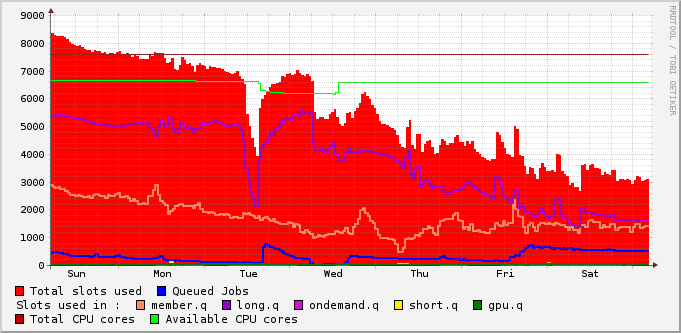 9000
8000
7000
6000
5000
4000
3000
2000
1000
0
Sun Mon Tue Wed Thu Fri Sat
RRDTOOL / TOBI OETIKER
Total slots used Queued Jobs
Slots used in : member.q long.q ondemand.q short.q gpu.q
Total CPU cores Available CPU cores